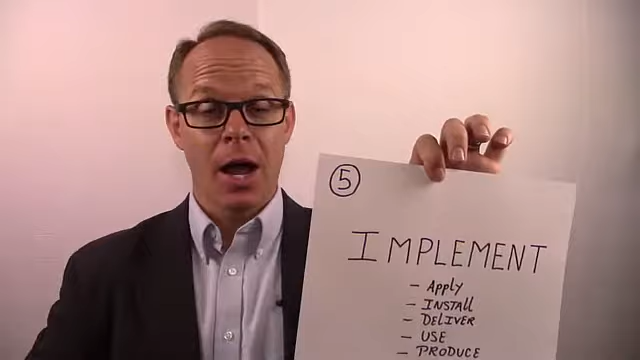 5
IMPLEMENT
- APPLY
- INSTALL
- DELIVER
- USE
- PRODUCE